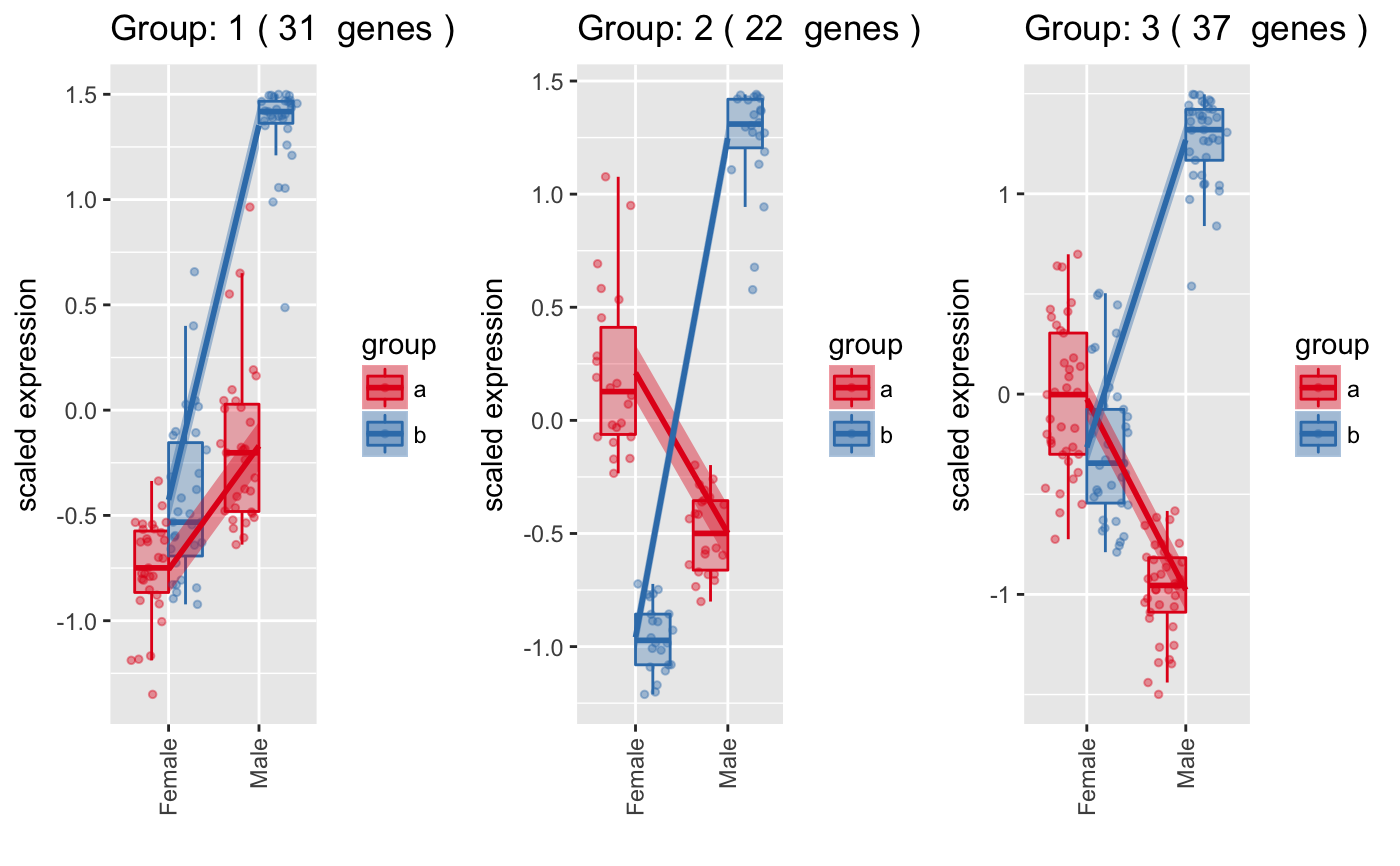 Group: 1 ( 31  genes )
scaled expression
1.5
1.0
0.5
0.0
-0.5
-1.0
Female
Male
group
a
b
Group: 2 ( 22  genes )
scaled expression
1.5
1.0
0.5
0.0
-0.5
-1.0
Female
Male
group
a
b
Group: 3 ( 37  genes )
scaled expression
1
0
-1
Female
Male
group
a
b